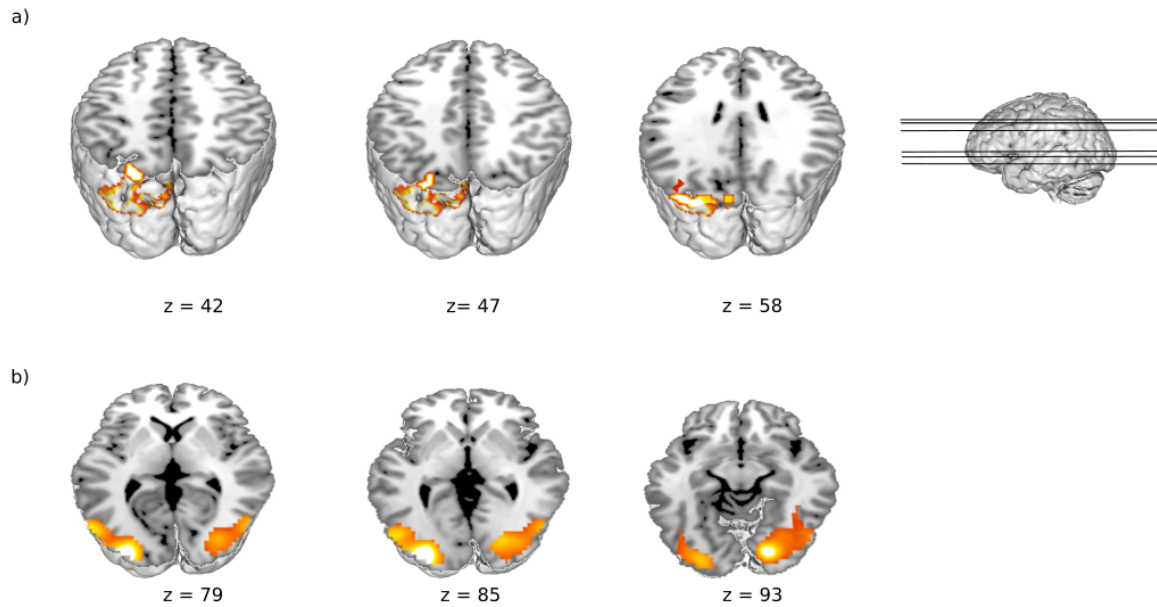 a)
z = 42
z= 47
z = 58
b)
z = 79
z = 85
z = 93